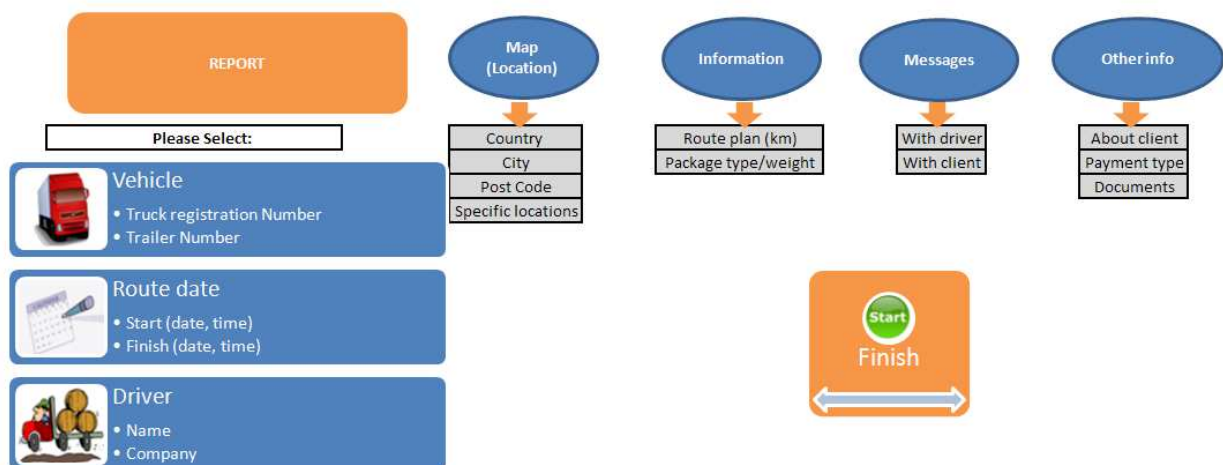 REPORT
Map
(Location)
Information
Messages
Other info
Please Select:
Country
City
Post Code
Specific locations
Route plan (km)
Package type/weight
With driver
With client
About client
Payment type
Documents
Vehicle
• Truck registration Number
• Trailer Number
Route date
• Start (date, time)
• Finish (date, time)
Driver
• Name
• Company
Start
Finish